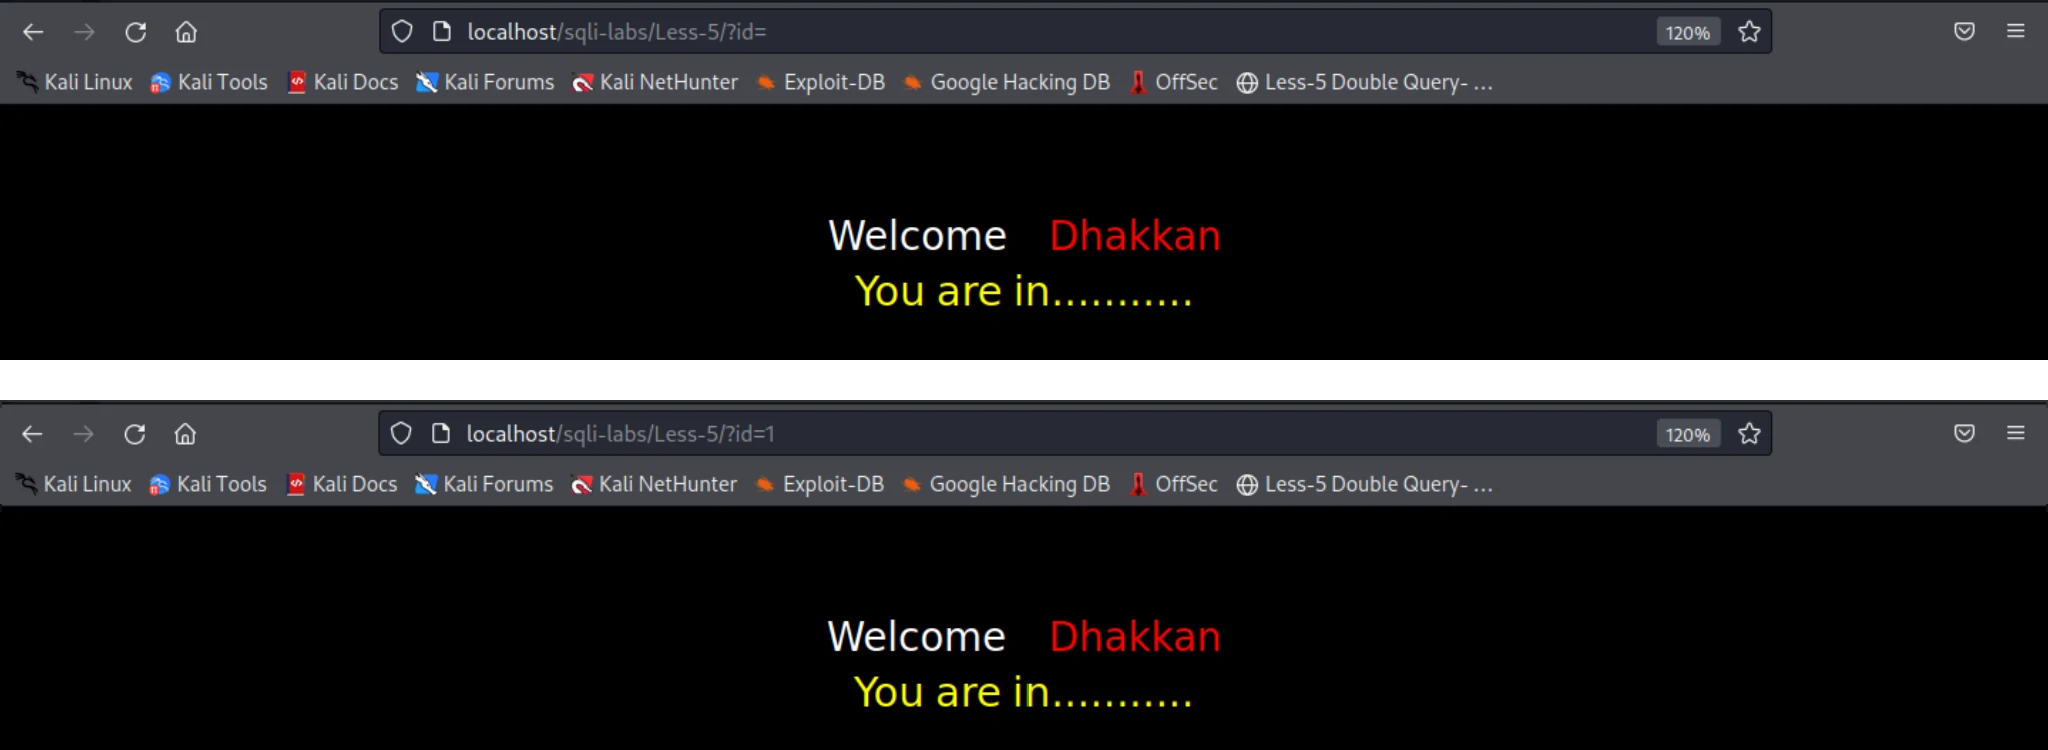 localhost/sqli-labs/Less-5/?id= 120%
Kali Linux Kali Tools Kali Docs Kali Forums Kali NetHunter Exploit-DB Google Hacking DB OffSec Less-5 Double Query- ...
Welcome Dhakkan
You are in...........
localhost/sqli-labs/Less-5/?id=1 120%
Kali Linux Kali Tools Kali Docs Kali Forums Kali NetHunter Exploit-DB Google Hacking DB OffSec Less-5 Double Query- ...
Welcome Dhakkan
You are in...........